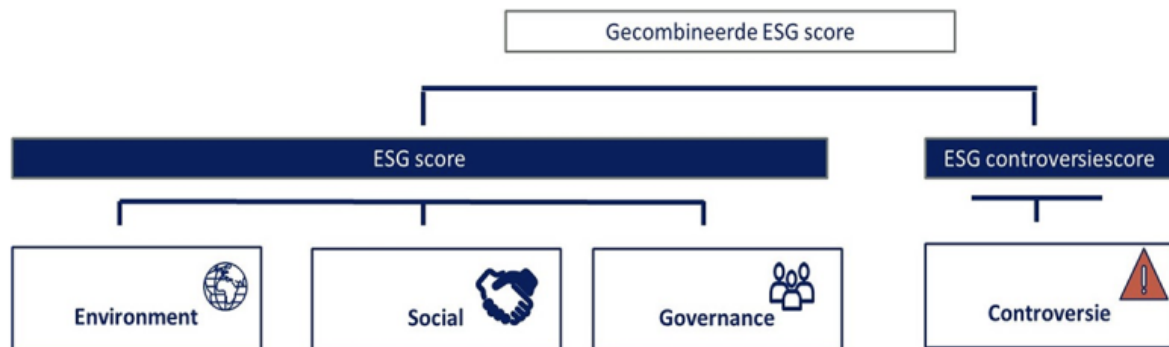 Gecombineerde ESG score
ESG score
ESG controversiescore
Environment
Social
Governance
Controversie